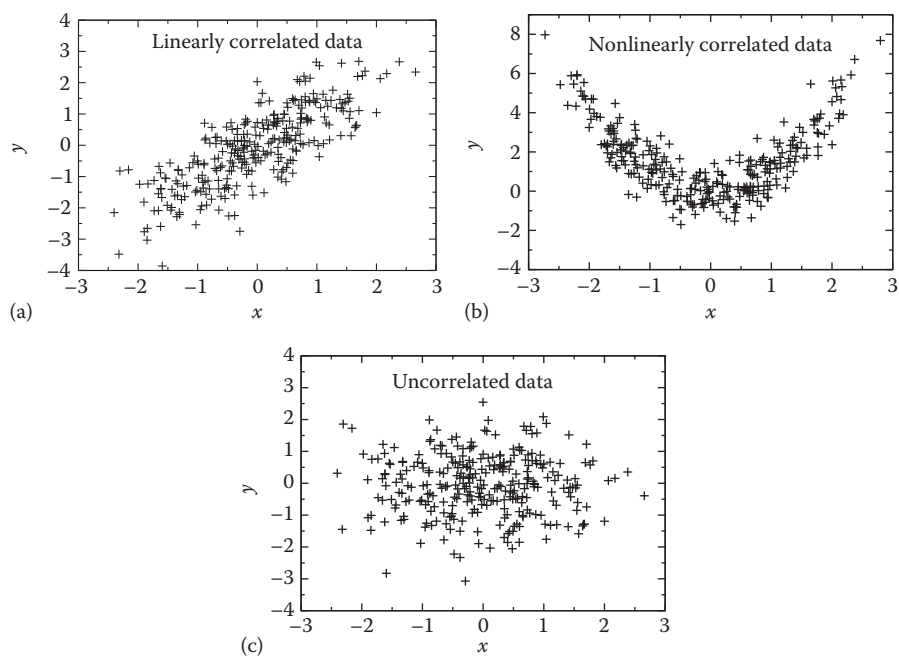 Linearly correlated data
4
3
2
1
0
−1
−2
−3
−4
y
−3 −2 −1 0 1 2 3
x
(a)
Nonlinearly correlated data
8
6
4
2
0
−2
−4
y
−3 −2 −1 0 1 2 3
x
(b)
Uncorrelated data
4
3
2
1
0
−1
−2
−3
−4
y
−3 −2 −1 0 1 2 3
x
(c)